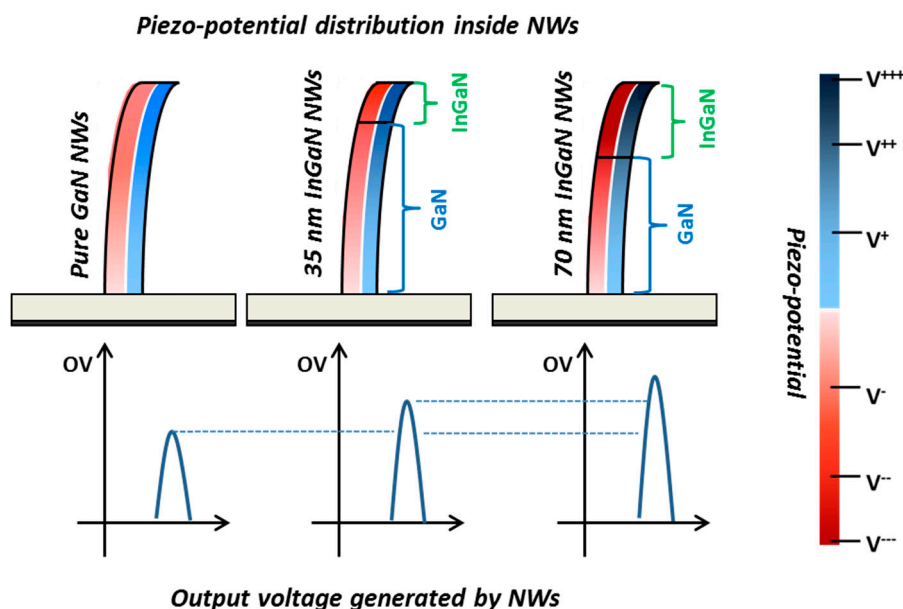 Piezo-potential distribution inside NWs
Pure GaN NWs
35 nm InGaN NWs
InGaN
GaN
70 nm InGaN NWs
InGaN
GaN
Piezo-potential
V+++
V++
V+
V-
V--
V---
OV
OV
OV
Output voltage generated by NWs